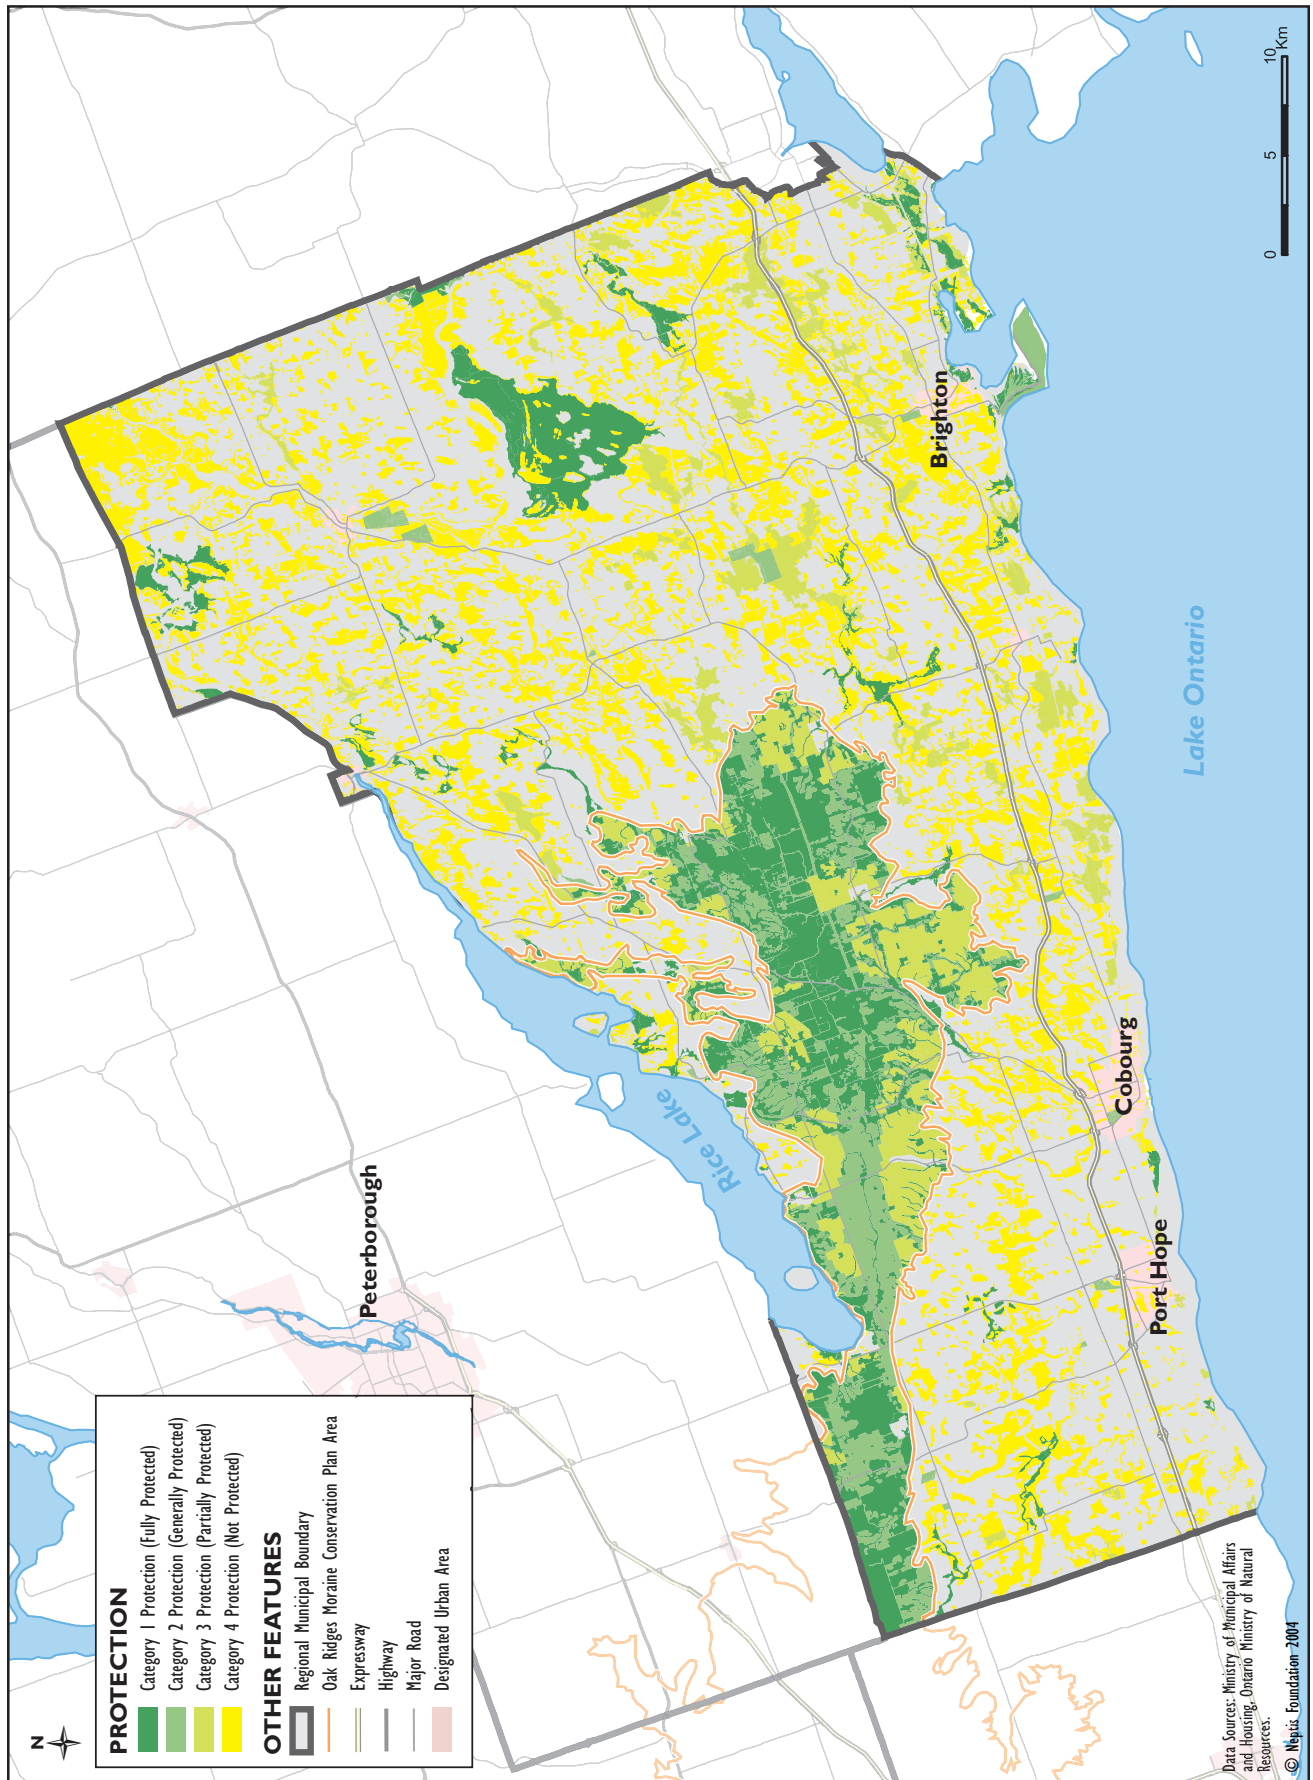 N
PROTECTION
Category 1 Protection (Fully Protected)
Category 2 Protection (Generally Protected)
Category 3 Protection (Partially Protected)
Category 4 Protection (Not Protected)
OTHER FEATURES
Regional Municipal Boundary
Oak Ridges Moraine Conservation Plan Area
Expressway
Highway
Major Road
Designated Urban Area
Peterborough
Rice Lake
Port Hope
Cobourg
Brighton
Lake Ontario
0 5 10
Km
Data Sources: Ministry of Municipal Affairs
and Housing, Ontario Ministry of Natural
Resources.
© Neptis Foundation 2004